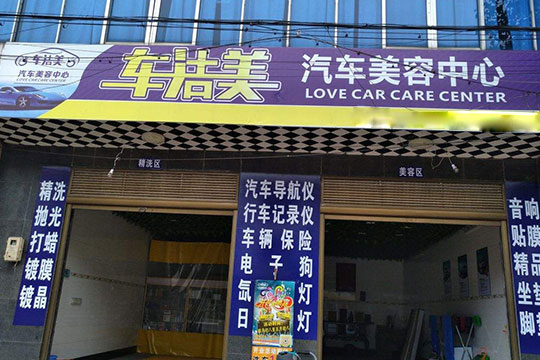 车洁美
汽车美容中心
车洁美
汽车美容中心
LOVE CAR CARE CENTER
精洗区
美容区
精洗
抛光
打蜡
镀膜
镀晶
汽车导航仪
行车记录仪
车辆保险
电子狗
氙灯
日灯
音响
贴膜
精品
坐垫
脚垫